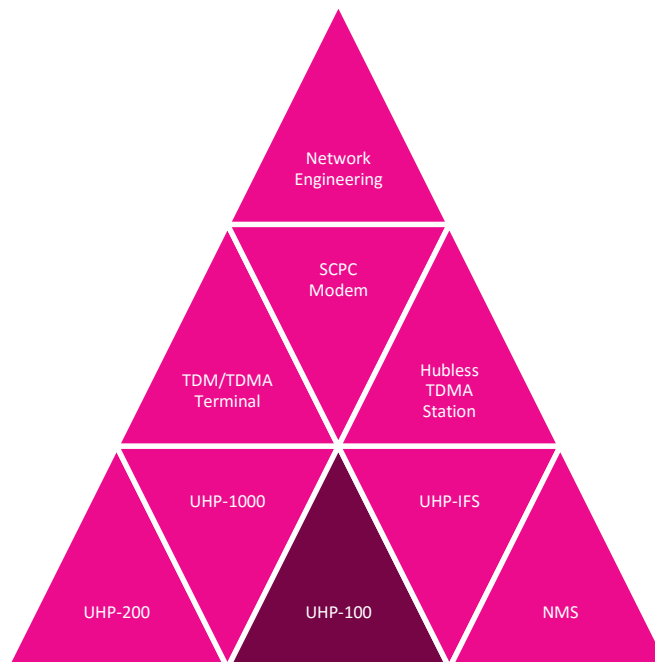 Network
Engineering
SCPC
Modem
TDM/TDMA
Terminal
Hubless
TDMA
Station
UHP-1000
UHP-IFS
UHP-200
UHP-100
NMS